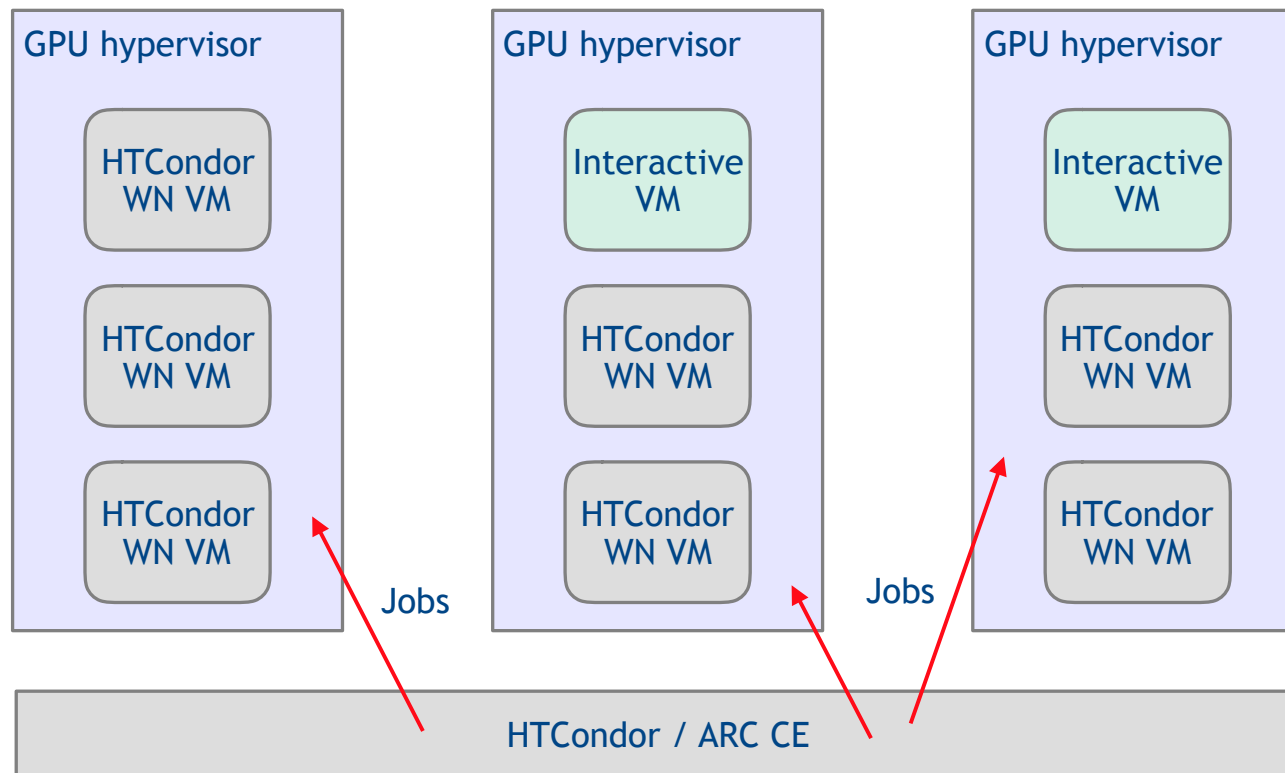 GPU hypervisor
HTCondor
WN VM
HTCondor
WN VM
HTCondor
WN VM
GPU hypervisor
Interactive
VM
HTCondor
WN VM
HTCondor
WN VM
GPU hypervisor
Interactive
VM
HTCondor
WN VM
HTCondor
WN VM
Jobs
Jobs
HTCondor / ARC CE